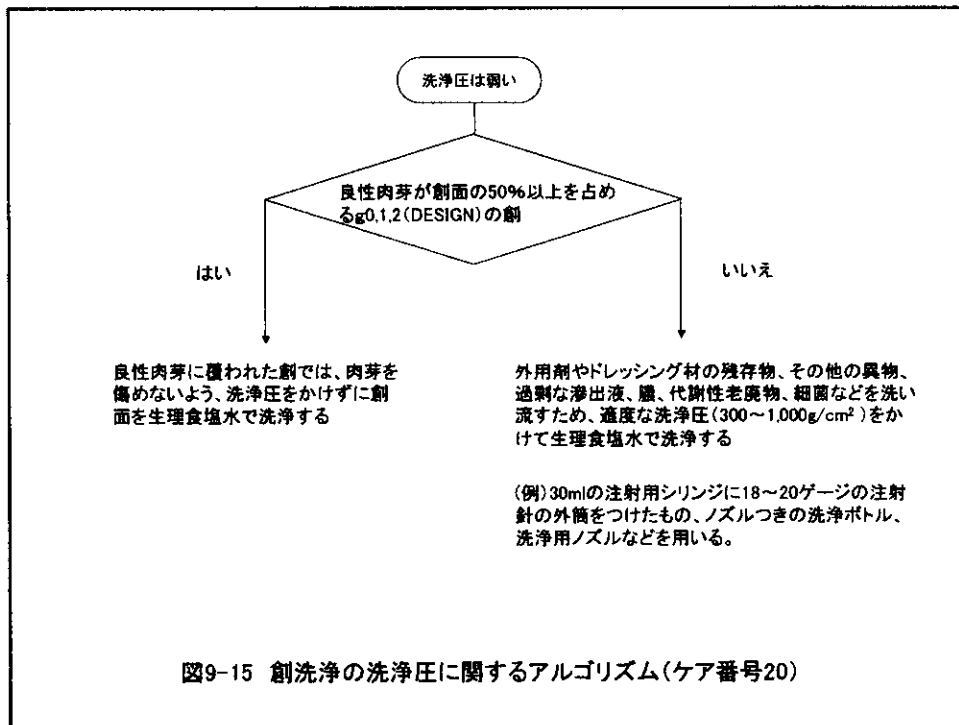 洗浄圧は弱い
良性肉芽が創面の50%以上を占め
るg0,1,2(DESIGN)の創
はい
いいえ
良性肉芽に覆われた創では、肉芽を
傷めないよう、洗浄圧をかけずに創
面を生理食塩水で洗浄する
外用剤やドレッシング材の残存物、その他の異物、
過剰な滲出液、膿、代謝性老廃物、細菌などを洗い
流すため、適度な洗浄圧(300～1,000g/cm²)をか
けて生理食塩水で洗浄する
(例)30mlの注射用シリンジに18～20ゲージの注射
針の外筒をつけたもの、ノズルつきの洗浄ボトル、
洗浄用ノズルなどを用いる。
図9-15 創洗浄の洗浄圧に関するアルゴリズム(ケア番号20)